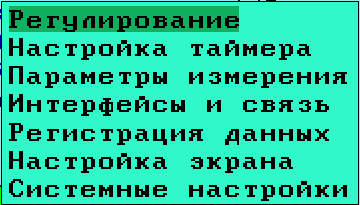 Регулирование
Настройка таймера
Параметры измерения
Интерфейсы и связь
Регистрация данных
Настройка экрана
Системные настройки